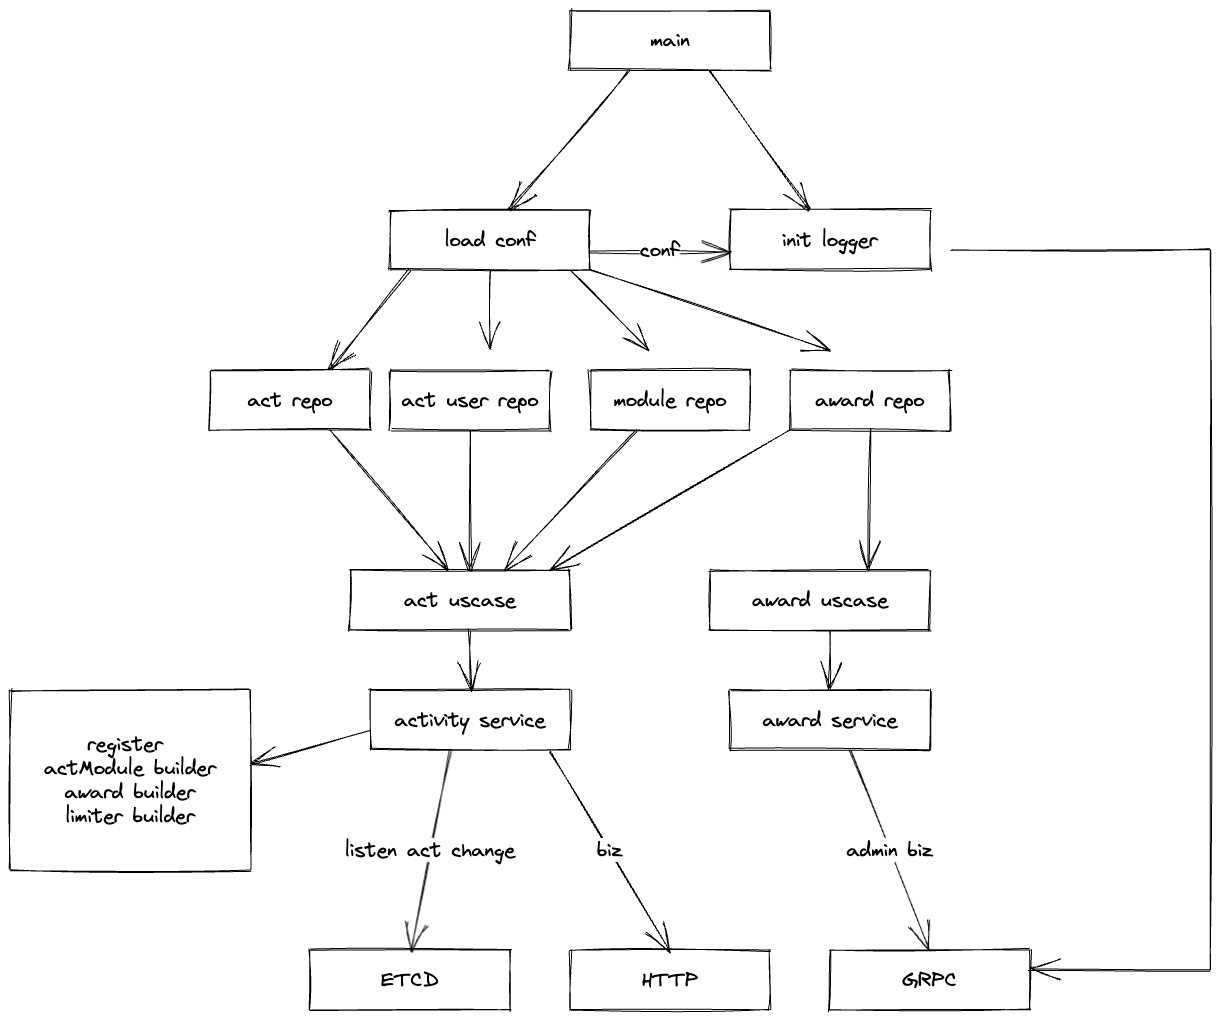 main
load conf
conf
init logger
act repo
act user repo
module repo
award repo
act uscase
award uscase
activity service
award service
register
actModule builder
award builder
limiter builder
listen act change
biz
admin biz
ETCD
HTTP
GRPC